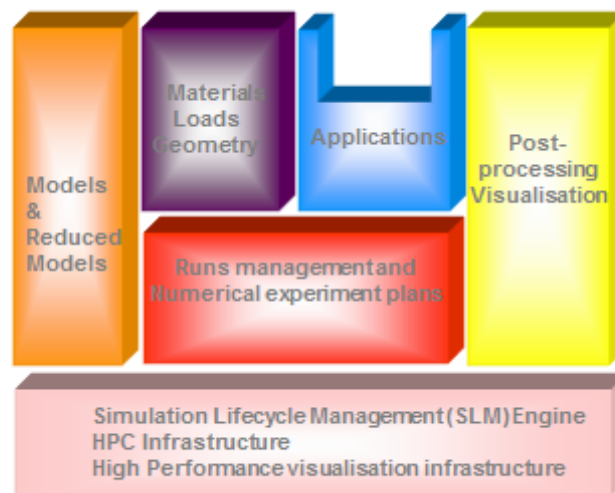 Models
&
Reduced
Models
Materials
Loads
Geometry
Applications
Post-
processing
Visualisation
Runs management and
Numerical experiment plans
Simulation Lifecycle Management (SLM) Engine
HPC Infrastructure
High Performance visualisation infrastructure